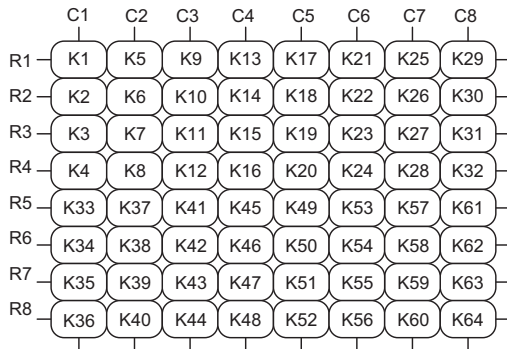 C1 C2 C3 C4 C5 C6 C7 C8
R1 K1 K5 K9 K13 K17 K21 K25 K29
R2 K2 K6 K10 K14 K18 K22 K26 K30
R3 K3 K7 K11 K15 K19 K23 K27 K31
R4 K4 K8 K12 K16 K20 K24 K28 K32
R5 K33 K37 K41 K45 K49 K53 K57 K61
R6 K34 K38 K42 K46 K50 K54 K58 K62
R7 K35 K39 K43 K47 K51 K55 K59 K63
R8 K36 K40 K44 K48 K52 K56 K60 K64